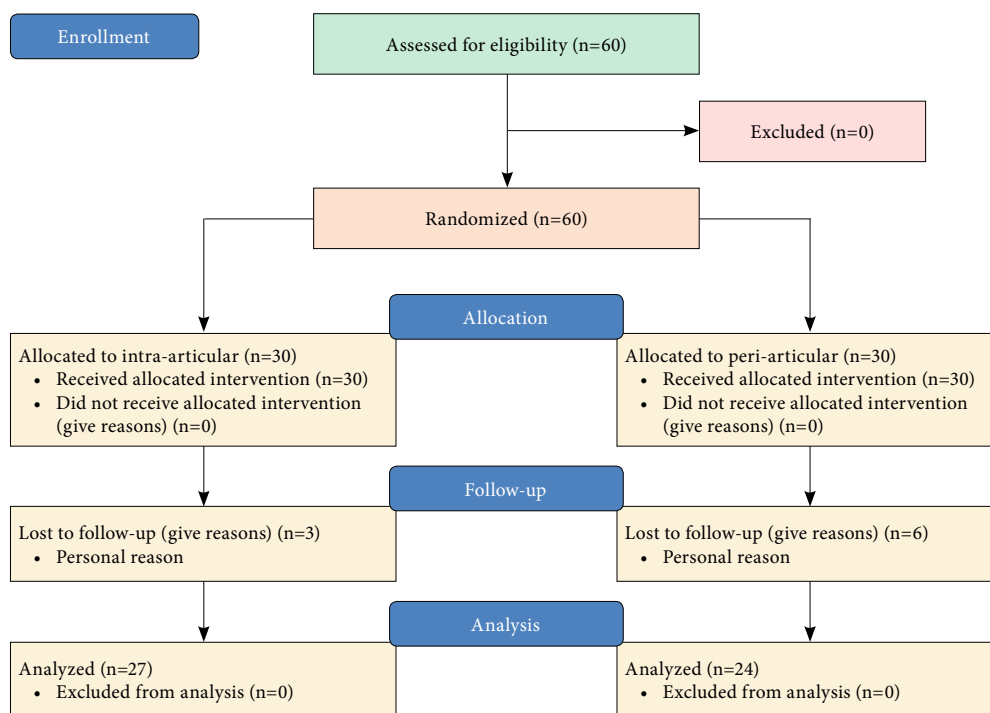 Enrollment
Assessed for eligibility (n=60)
Excluded (n=0)
Randomized (n=60)
Allocation
Allocated to intra-articular (n=30)
• Received allocated intervention (n=30)
• Did not receive allocated intervention
(give reasons) (n=0)
Allocated to peri-articular (n=30)
• Received allocated intervention (n=30)
• Did not receive allocated intervention
(give reasons) (n=0)
Follow-up
Lost to follow-up (give reasons) (n=3)
• Personal reason
Lost to follow-up (give reasons) (n=6)
• Personal reason
Analysis
Analyzed (n=27)
• Excluded from analysis (n=0)
Analyzed (n=24)
• Excluded from analysis (n=0)